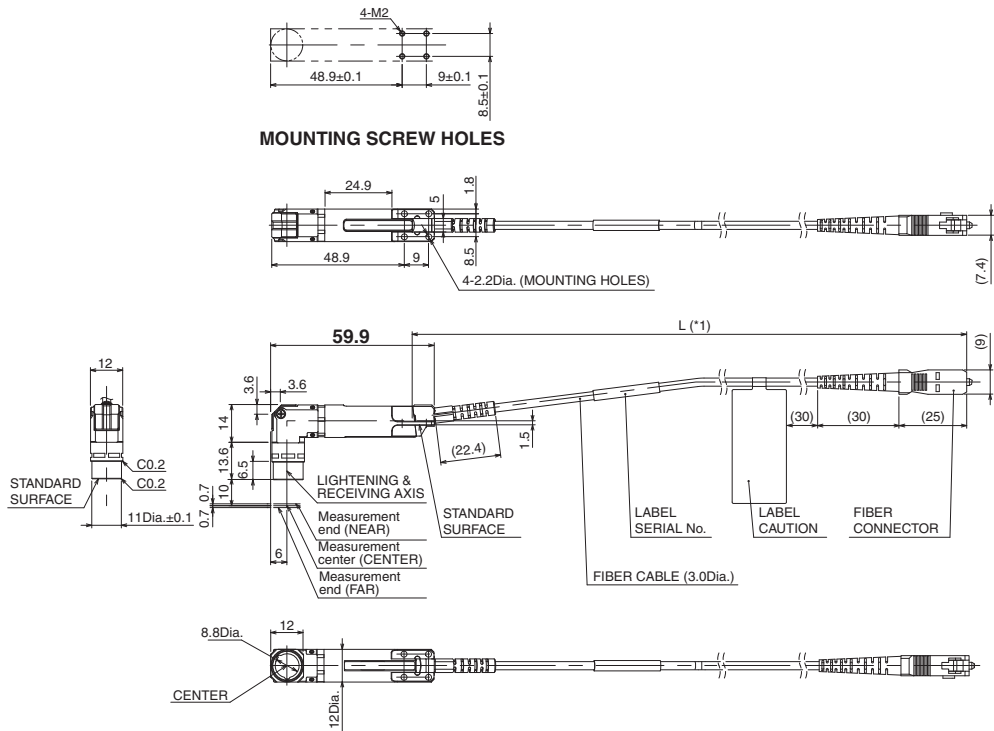 4-M2
48.9±0.1
9±0.1
8.5±0.1
MOUNTING SCREW HOLES
24.9
5
1.8
48.9
9
8.5
4-2.2Dia. (MOUNTING HOLES)
(7.4)
L (*1)
59.9
(9)
12
3.6
3.6
14
13.6
6.5
10
0.7
0.7
1.5
(22.4)
(30)
(30)
(25)
C0.2
C0.2
STANDARD
SURFACE
11Dia.±0.1
6
LIGHTENING &
RECEIVING AXIS
Measurement
end (NEAR)
Measurement
center (CENTER)
Measurement
end (FAR)
STANDARD
SURFACE
LABEL
SERIAL No.
LABEL
CAUTION
FIBER
CONNECTOR
FIBER CABLE (3.0Dia.)
8.8Dia.
12
CENTER
12Dia.